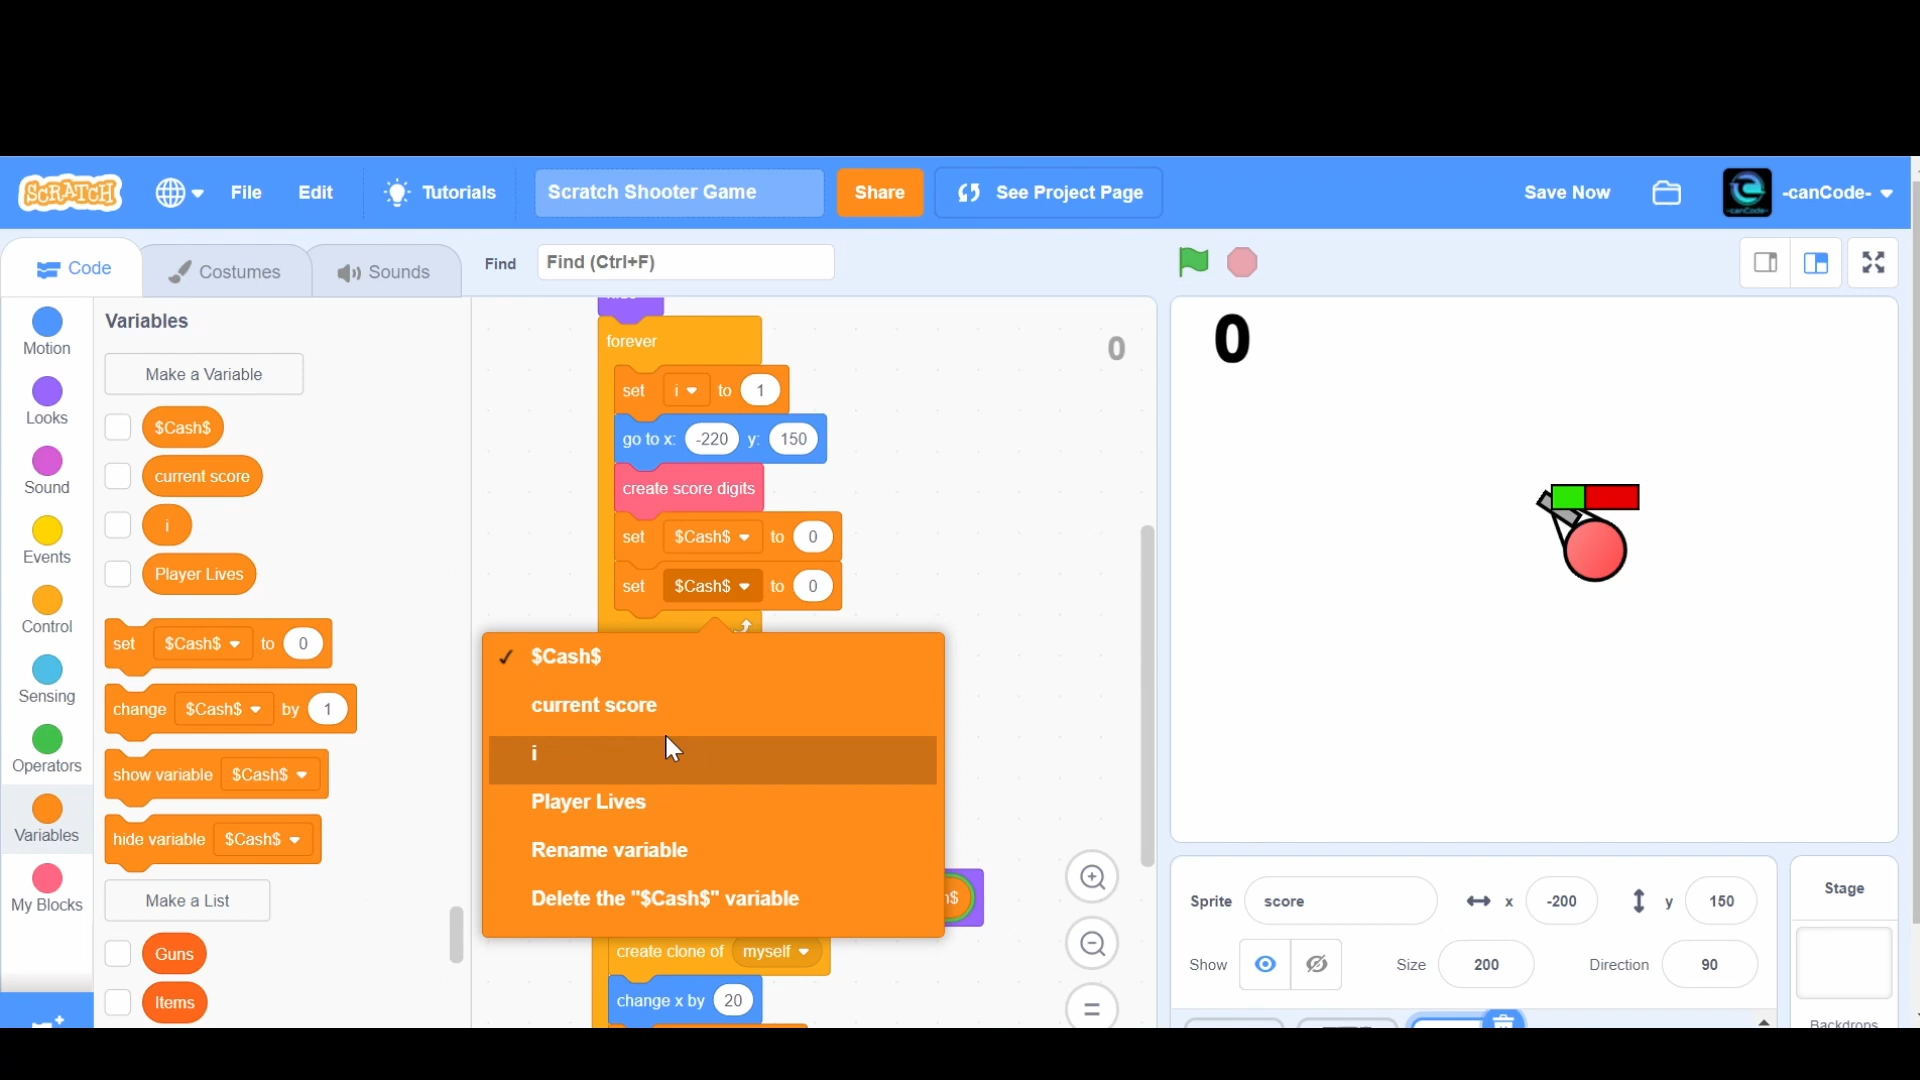 SCRATCH File Edit Tutorials Scratch Shooter Game Share See Project Page Save Now -canCode-
Code Costumes Sounds Find Find (Ctrl+F)
Motion
Looks
Sound
Events
Control
Sensing
Operators
Variables
My Blocks
Variables
Make a Variable
$Cash$
current score
i
Player Lives
set $Cash$ to 0
change $Cash$ by 1
show variable $Cash$
hide variable $Cash$
Make a List
Guns
Items
forever
set i to 1
go to x: -220 y: 150
create score digits
set $Cash$ to 0
set $Cash$ to 0
✓ $Cash$
current score
i
Player Lives
Rename variable
Delete the "$Cash$" variable
create clone of myself
change x by 20
0
0
Sprite score x -200 y 150
Show Size 200 Direction 90
Stage
Backdrops